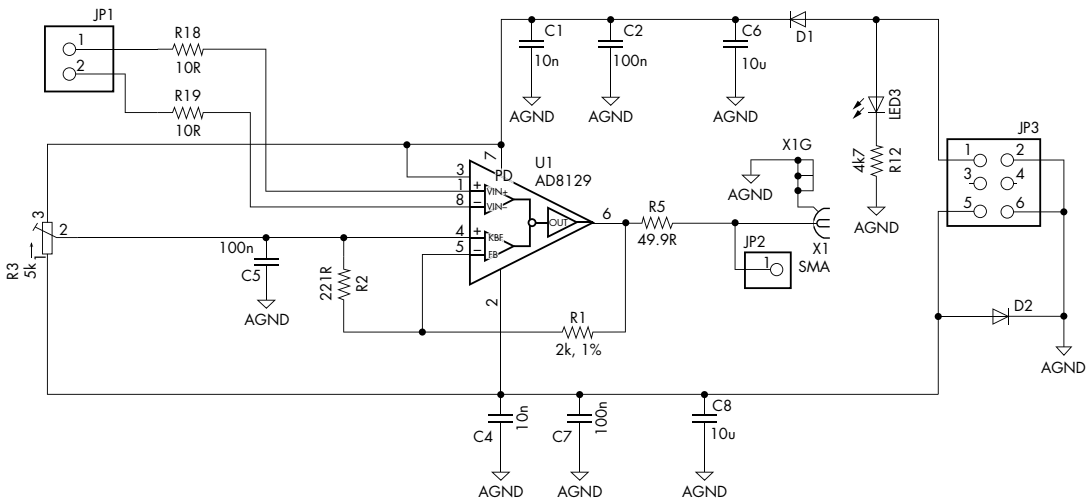 JP1
1
2
R18
10R
R19
10R
C1
10n
AGND
C2
100n
AGND
C6
10u
AGND
D1
LED3
4k7
R12
AGND
JP3
1
2
3
4
5
6
X1G
AGND
X1
SMA
JP2
1
U1
AD8129
7
PD
3
1
8
4
5
6
2
+
VIN+
−
VIN−
+
KBF
−
FB
OUT
R5
49.9R
3
2
1
R3
5k
100n
C5
AGND
221R
R2
R1
2k, 1%
D2
AGND
C4
10n
AGND
C7
100n
AGND
C8
10u
AGND